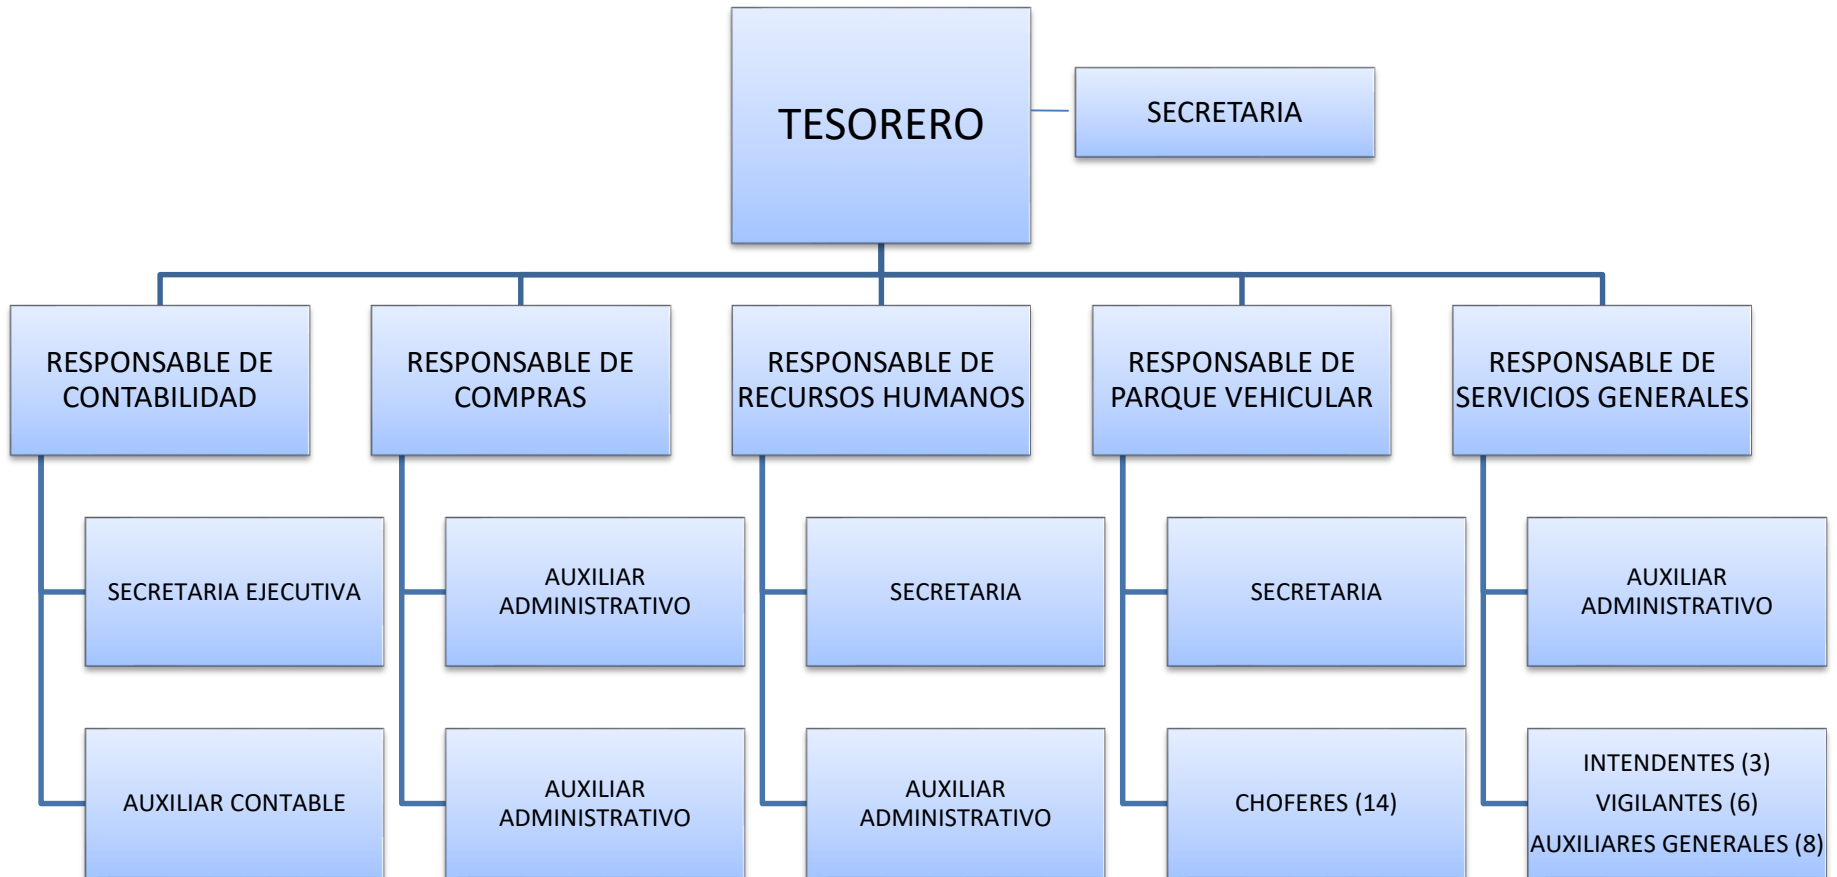 TESORERO
SECRETARIA
RESPONSABLE DE
CONTABILIDAD
RESPONSABLE DE
COMPRAS
RESPONSABLE DE
RECURSOS HUMANOS
RESPONSABLE DE
PARQUE VEHICULAR
RESPONSABLE DE
SERVICIOS GENERALES
SECRETARIA EJECUTIVA
AUXILIAR
ADMINISTRATIVO
SECRETARIA
SECRETARIA
AUXILIAR
ADMINISTRATIVO
AUXILIAR CONTABLE
AUXILIAR
ADMINISTRATIVO
AUXILIAR
ADMINISTRATIVO
CHOFERES (14)
INTENDENTES (3)
VIGILANTES (6)
AUXILIARES GENERALES (8)